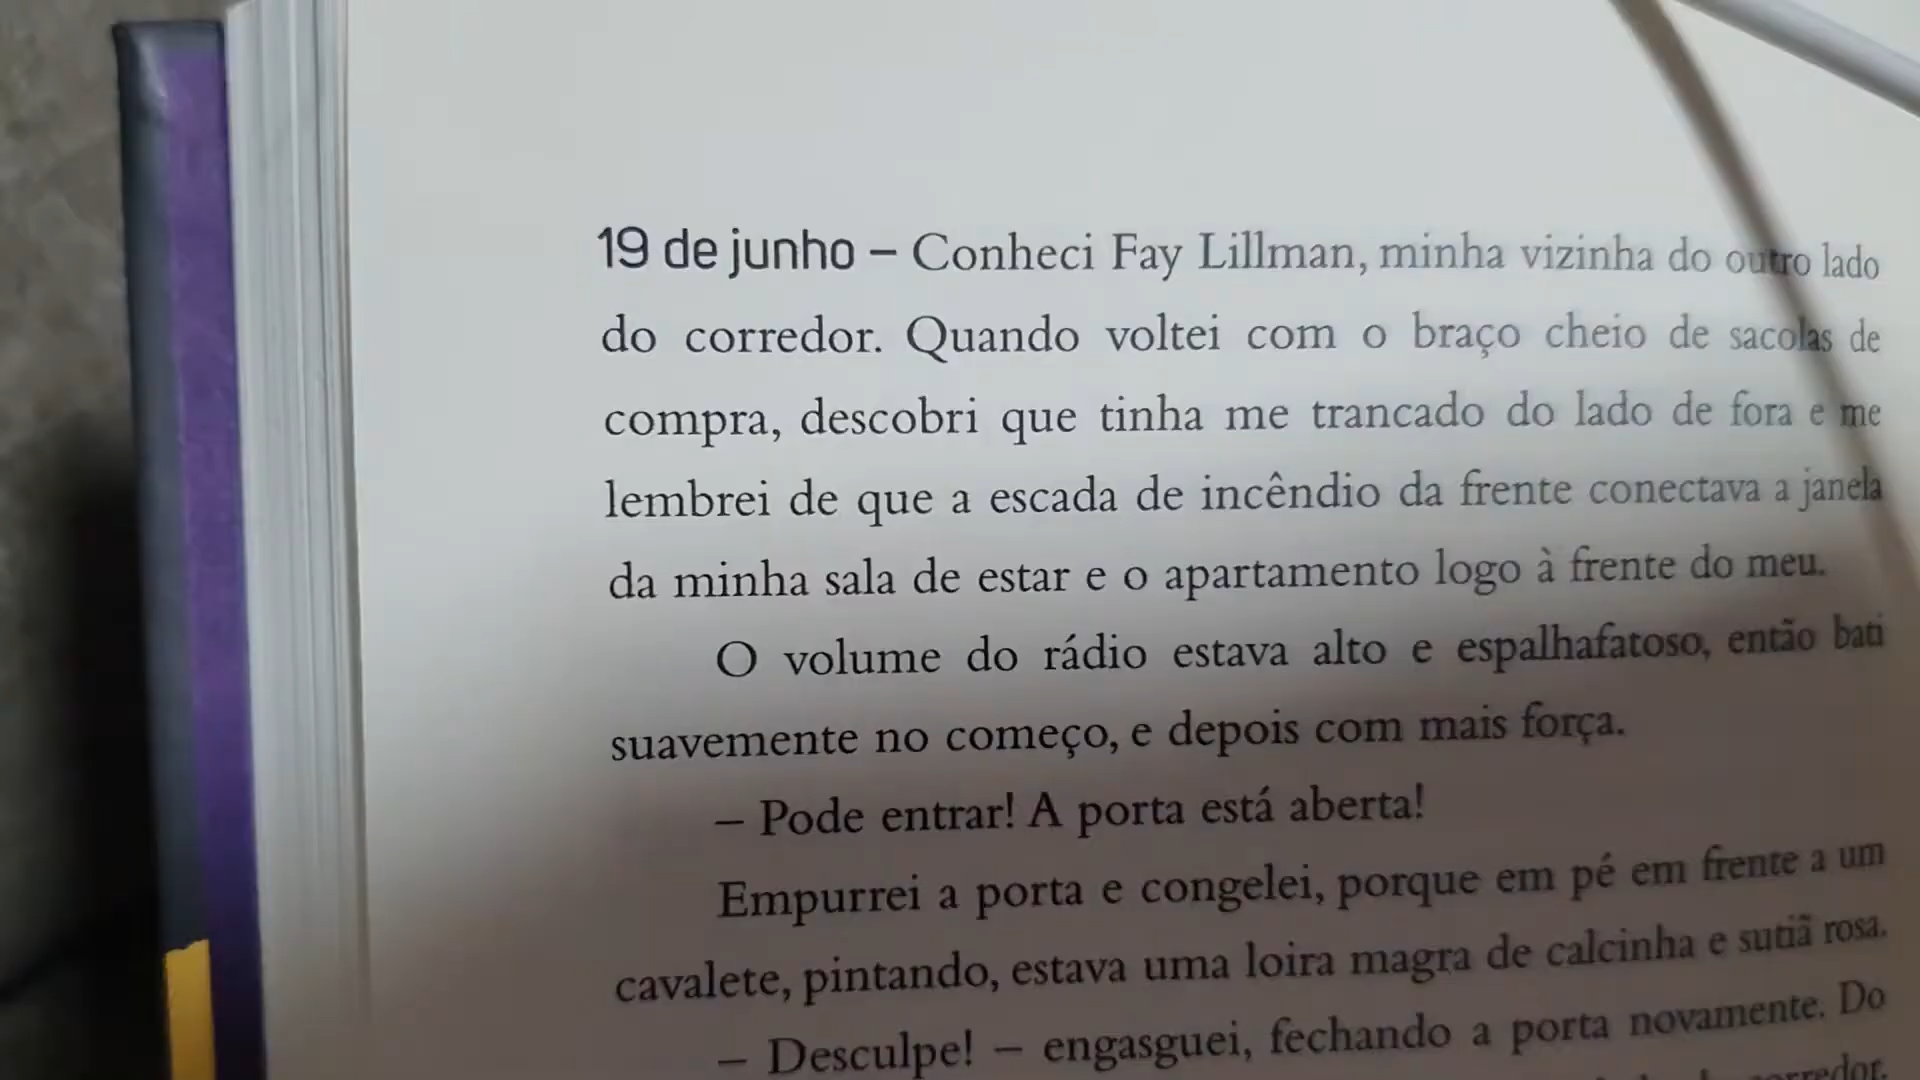 19 de junho – Conheci Fay Lillman, minha vizinha do outro lado
do corredor. Quando voltei com o braço cheio de sacolas de
compra, descobri que tinha me trancado do lado de fora e me
lembrei de que a escada de incêndio da frente conectava a janela
da minha sala de estar e o apartamento logo à frente do meu.
O volume do rádio estava alto e espalhafatoso, então bati
suavemente no começo, e depois com mais força.
– Pode entrar! A porta está aberta!
Empurrei a porta e congelei, porque em pé em frente a um
cavalete, pintando, estava uma loira magra de calcinha e sutiã rosa.
– Desculpe! – engasguei, fechando a porta novamente. Do
corredor.